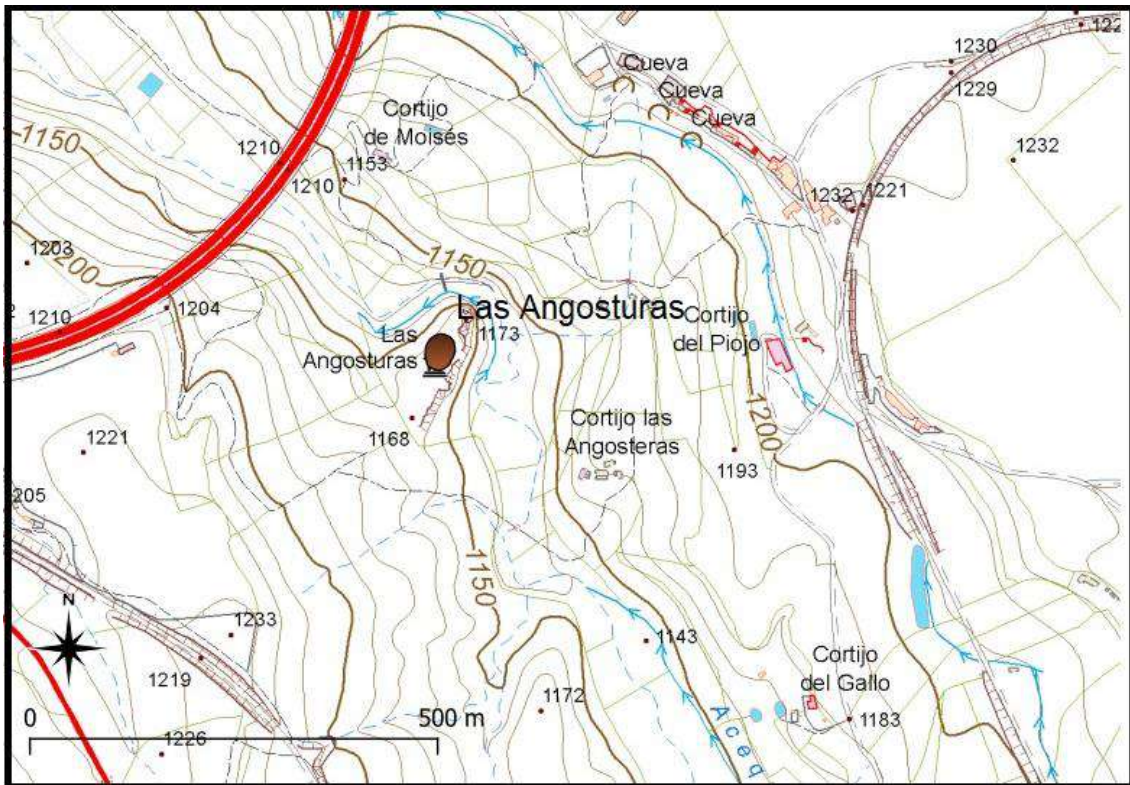 Cueva
Cueva
Cueva
1230
1229
1232
Cortijo
de Moisés
1150
1210
1153
1210
1232
1221
1203
1200
1150
1204
1210
Las Angosturas
1173
Las
Angosturas
Cortijo
del Piojo
1168
Cortijo las
Angosteras
1193
1200
1221
1205
1150
N
1233
1143
1219
Cortijo
del Gallo
0
500 m
1172
1183
1226
Aceq